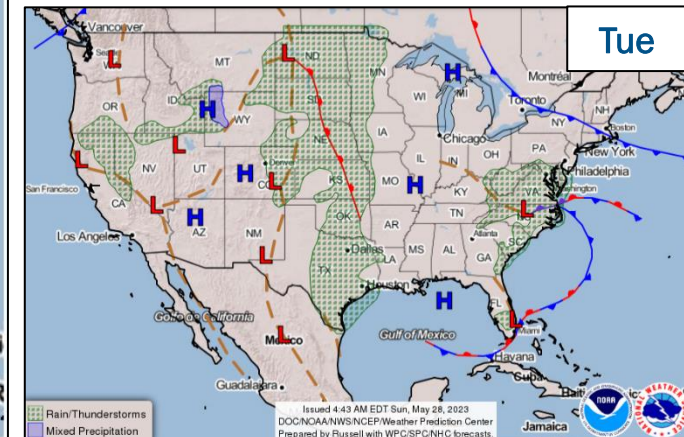 Tue
Vancouver
Seattle
L
ND
L
MT
MN
H
Montréal
OR
ID
H
SD
WI
MI
Toronto
NH
WY
Boston
L
L
NE
IA
Chicago
NY
New York
NV
UT
H
Denver
CO
L
IL
IN
OH
PA
Philadelphia
San Francisco
CA
KS
MO
H
KY
VA
Washington
L
H
AZ
NM
OK
AR
TN
L
Los Angeles
L
Dallas
MS
AL
Atlanta
GA
SC
TX
LA
Houston
FL
H
L
Miami
Golfo de California
L
Mexico
Gulf of Mexico
Havana
Cuba
Guadalajara
Jamaica
Rain/Thunderstorms
Mixed Precipitation
Issued 4:43 AM EDT Sun, May 28, 2023
DOC/NOAA/NWS/NCEP/Weather Prediction Center
Prepared by Russell with WPC/SPC/NHC forecasts.
NOAA